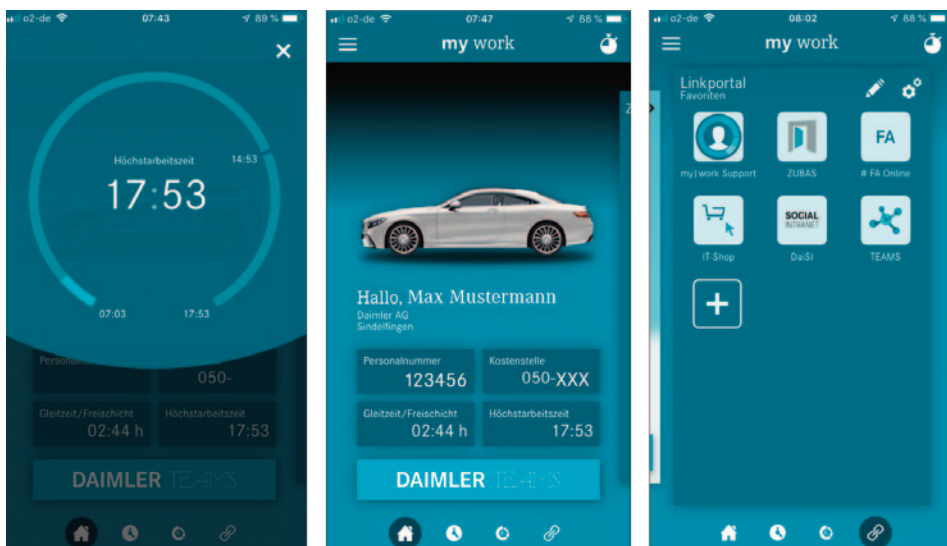 o2-de 07:43 89 %
Höchstarbeitszeit
14:53
17:53
07:03 17:53
050-
Gleitzeit/Freischicht Höchstarbeitszeit
02:44 h 17:53
DAIMLER TEAMS
o2-de 07:47 88 %
my work
Hallo, Max Mustermann
Daimler AG
Sindelfingen
Personalnummer Kostenstelle
123456 050-XXX
Gleitzeit/Freischicht Höchstarbeitszeit
02:44 h 17:53
DAIMLER TEAMS
o2-de 08:02 88 %
my work
Linkportal
Favoriten
FA
my|work Support ZUBAS # FA Online
SOCIAL
INTRANET
IT-Shop DaiSI TEAMS